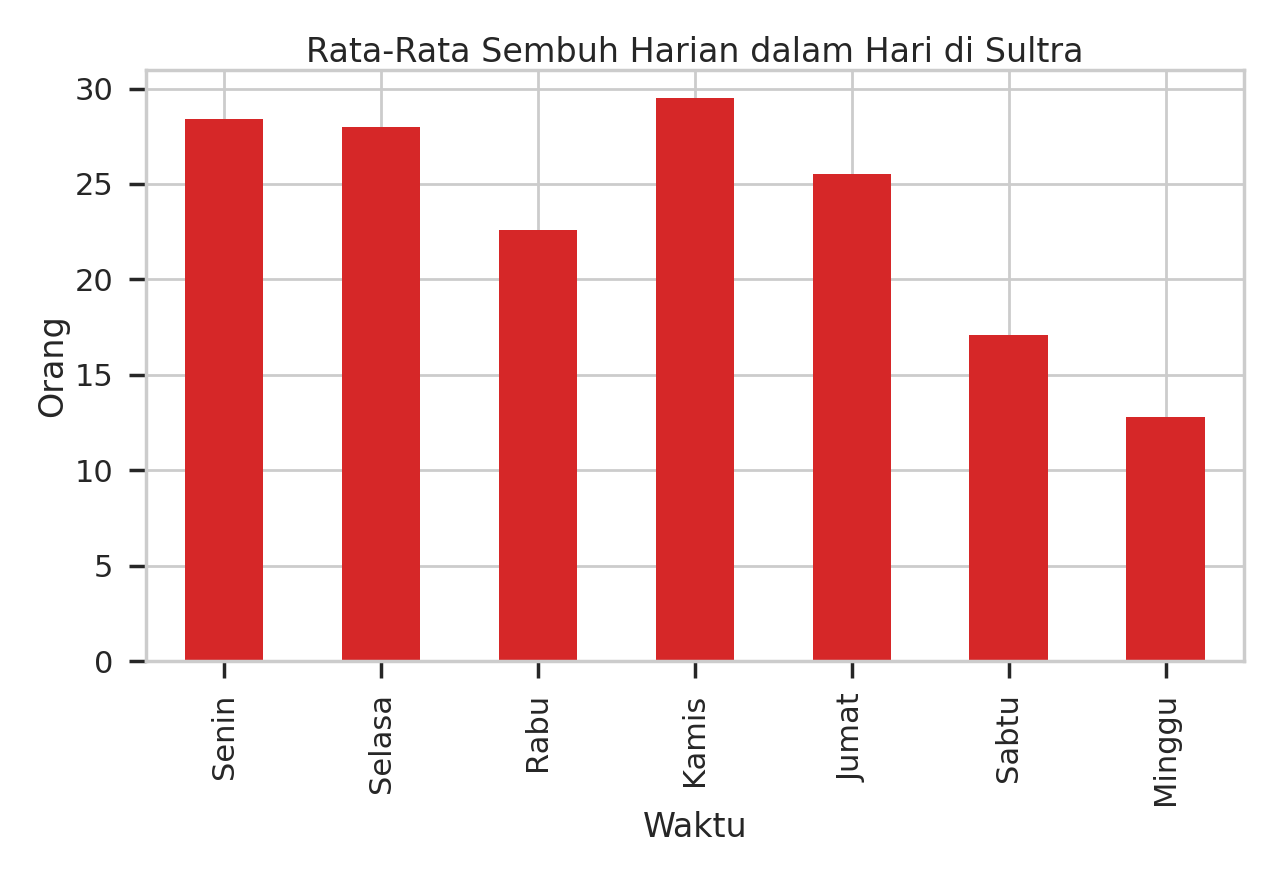 Rata-Rata Sembuh Harian dalam Hari di Sultra
30
25
20
15
10
5
0
Orang
Senin
Selasa
Rabu
Kamis
Jumat
Sabtu
Minggu
Waktu